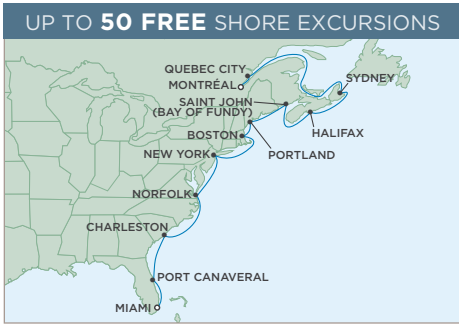 UP TO 50 FREE SHORE EXCURSIONS
QUEBEC CITY
MONTRÉAL
SYDNEY
SAINT JOHN
(BAY OF FUNDY)
HALIFAX
BOSTON
PORTLAND
NEW YORK
NORFOLK
CHARLESTON
PORT CANAVERAL
MIAMI